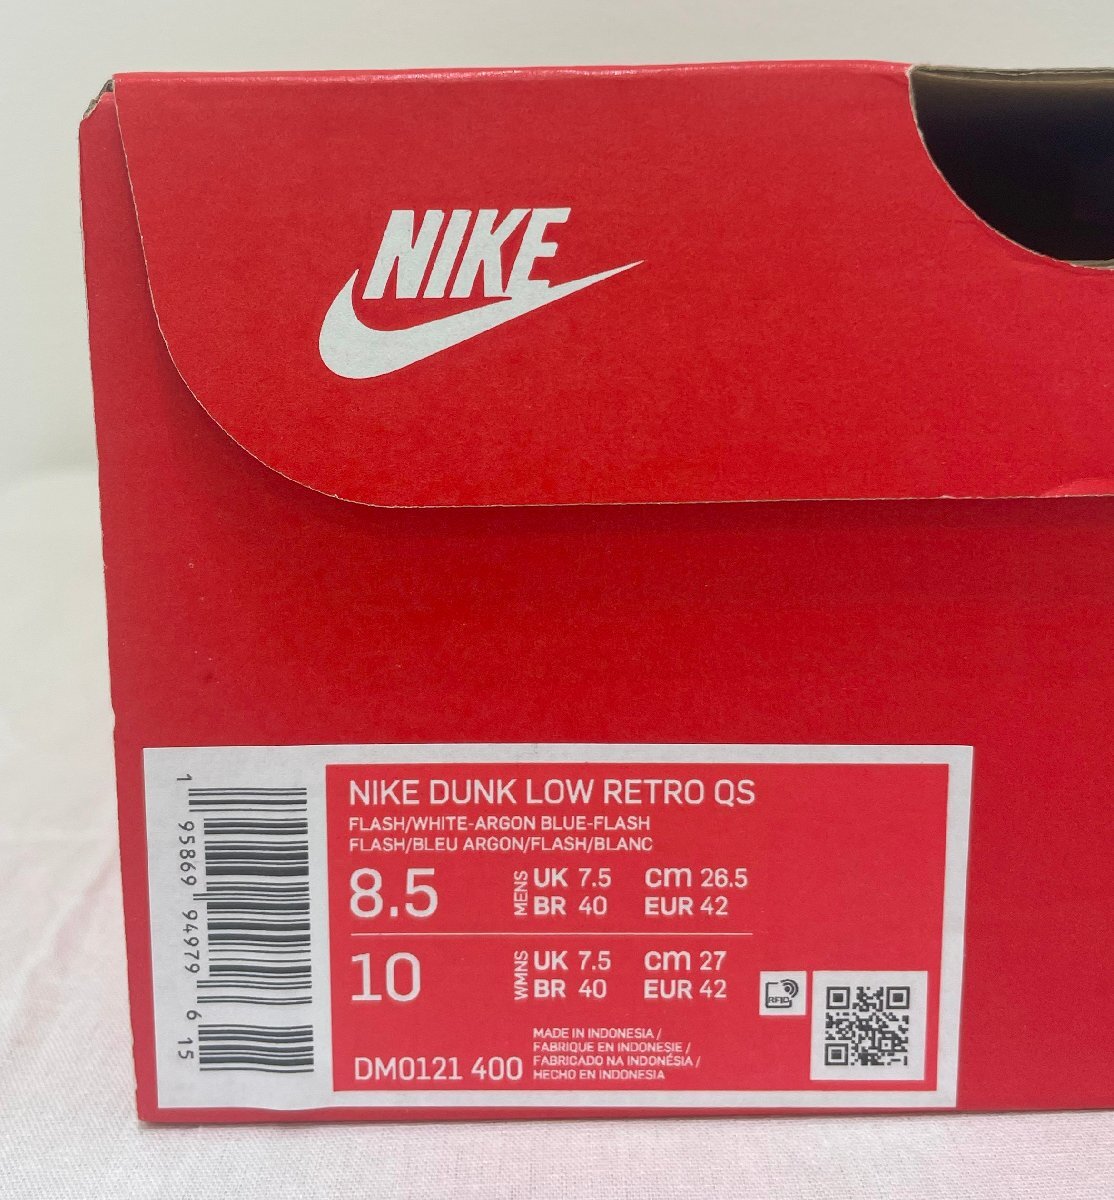 NIKE
NIKE DUNK LOW RETRO QS
FLASH/WHITE-ARGON BLUE-FLASH
FLASH/BLEU ARGON/FLASH/BLANC
8.5 MENS UK 7.5 cm 26.5
BR 40 EUR 42
10 WMNS UK 7.5 cm 27
BR 40 EUR 42
RFID
DM0121 400
MADE IN INDONESIA /
FABRIQUE EN INDONESIE /
FABRICADO NA INDONÉSIA /
HECHO EN INDONESIA
1 95869 94979 6 15